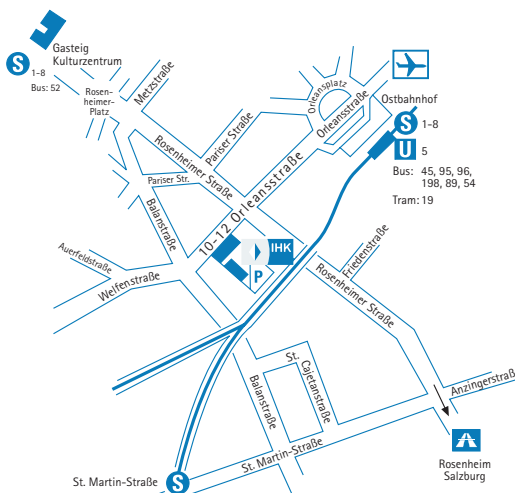 Gasteig
Kulturzentrum
S
1-8
Bus: 52
Rosen-
heimer-
Platz
Metzstraße
Orleansplatz
Orleansstraße
Ostbahnhof
S 1-8
U 5
Bus: 45, 95, 96,
198, 89, 54
Tram: 19
Pariser Straße
Rosenheimer Straße
Pariser Str.
Balanstraße
10-12 Orleansstraße
IHK
P
Auerfeldstraße
Welfenstraße
Friedenstraße
Rosenheimer Straße
St.
Cajetanstraße
Balanstraße
Anzingerstraß
St. Martin-Straße
St. Martin-Straße S
Rosenheim
Salzburg